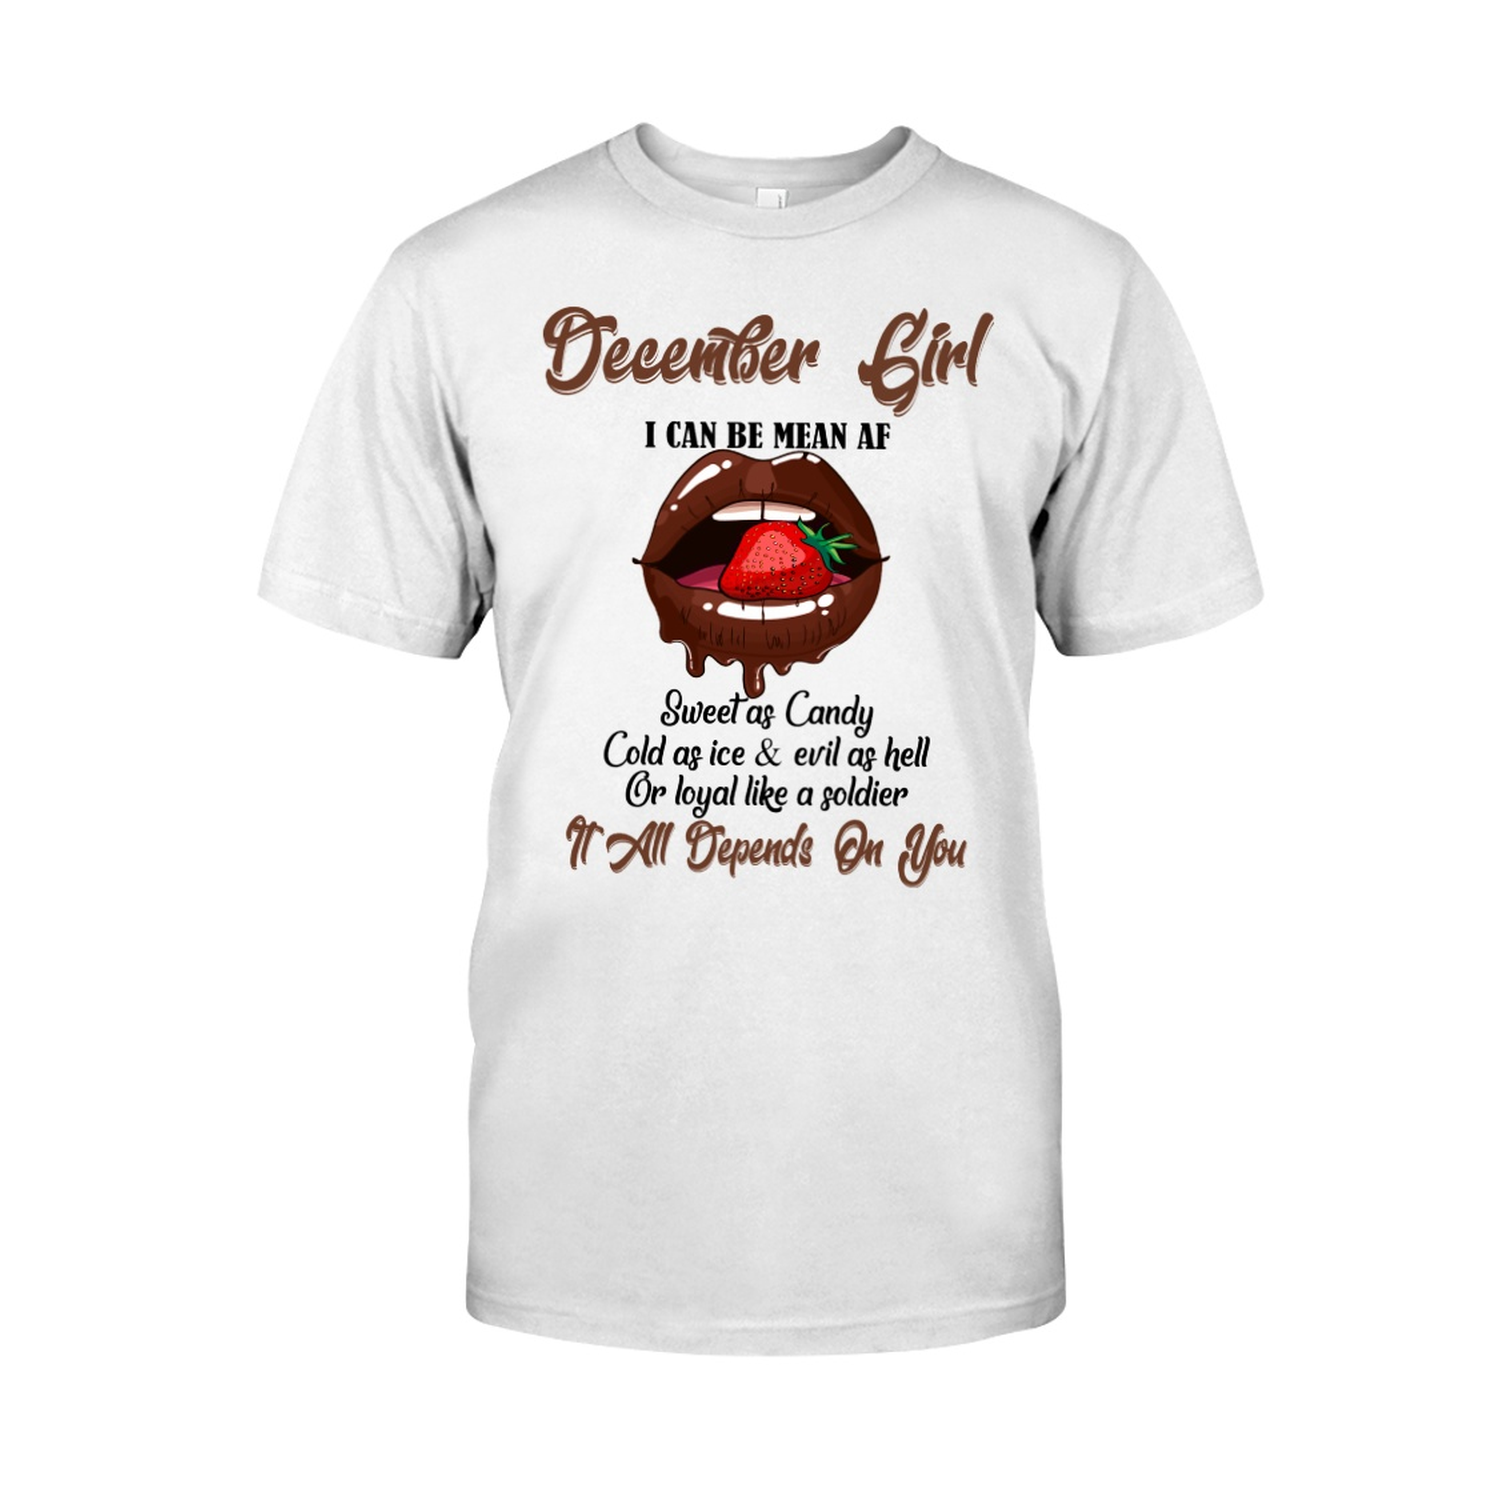 December Girl
I CAN BE MEAN AF
Sweet as Candy
Cold as ice & evil as hell
Or loyal like a soldier
It All Depends On You